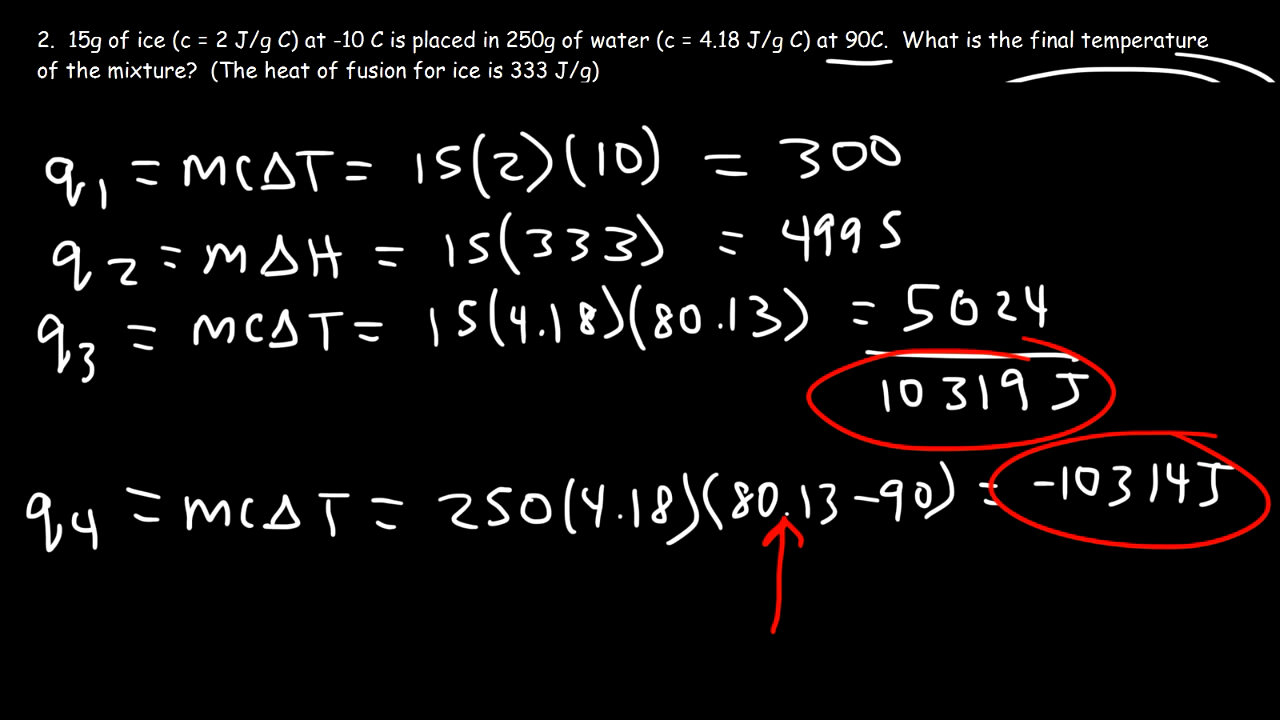 2. 15g of ice (c = 2 J/g C) at -10 C is placed in 250g of water (c = 4.18 J/g C) at 90C. What is the final temperature
of the mixture? (The heat of fusion for ice is 333 J/g)
q₁ = MCΔT = 15(2)(10) = 300
q₂ = MΔH = 15(333) = 4995
q₃ = MCΔT = 15(4.18)(80.13) = 5024
10319 J
q₄ = MCΔT = 250(4.18)(80.13-90) = -10314J